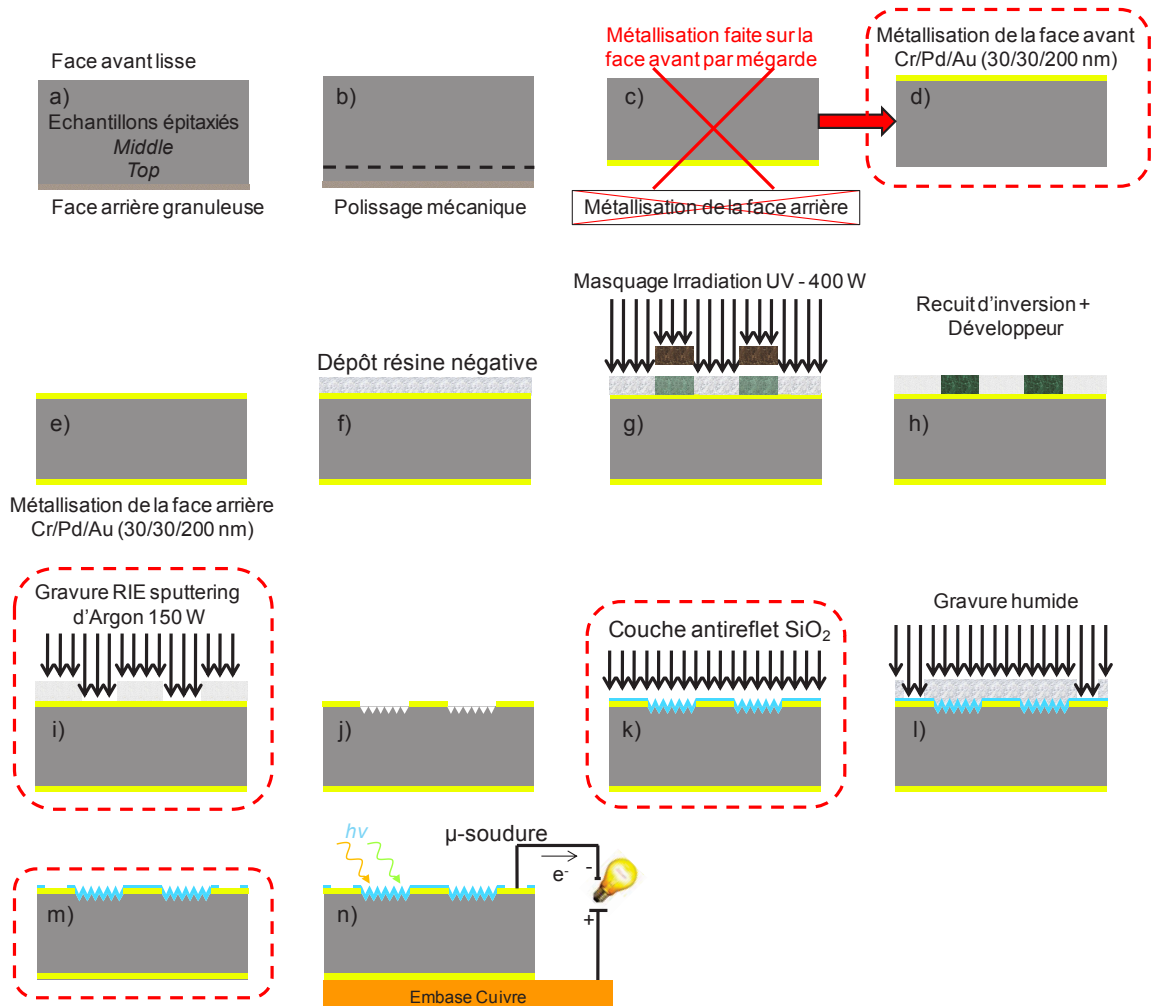 Face avant lisse
a)
Echantillons épitaxiés
Middle
Top
Face arrière granuleuse
b)
Polissage mécanique
Métallisation faite sur la
face avant par mégarde
c)
Métallisation de la face arrière
Métallisation de la face avant
Cr/Pd/Au (30/30/200 nm)
d)
e)
Métallisation de la face arrière
Cr/Pd/Au (30/30/200 nm)
Dépôt résine négative
f)
Masquage Irradiation UV - 400 W
g)
Recuit d'inversion +
Développeur
h)
Gravure RIE sputtering
d'Argon 150 W
i)
j)
Couche antireflet SiO₂
k)
Gravure humide
l)
m)
hν
µ-soudure
e⁻
-
+
n)
Embase Cuivre